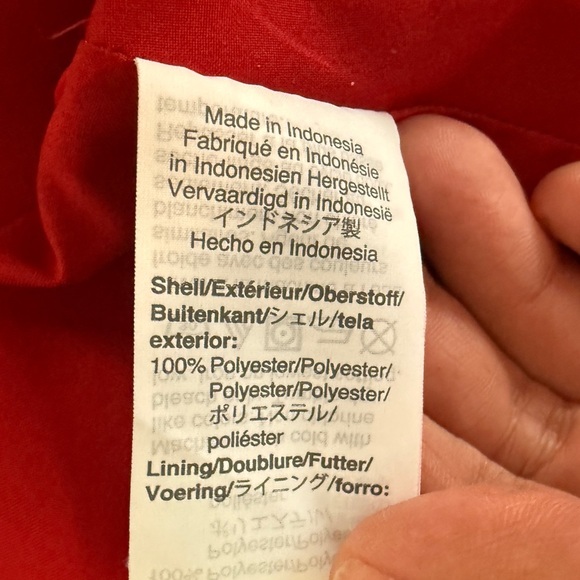 Made in Indonesia
Fabriqué en Indonésie
in Indonesien Hergestellt
Vervaardigd in Indonesië
インドネシア製
Hecho en Indonesia
Shell/Extérieur/Oberstoff/
Buitenkant/シェル/tela
exterior:
100% Polyester/Polyester/
Polyester/Polyester/
ポリエステル/
poliéster
Lining/Doublure/Futter/
Voering/ライニング/forro: